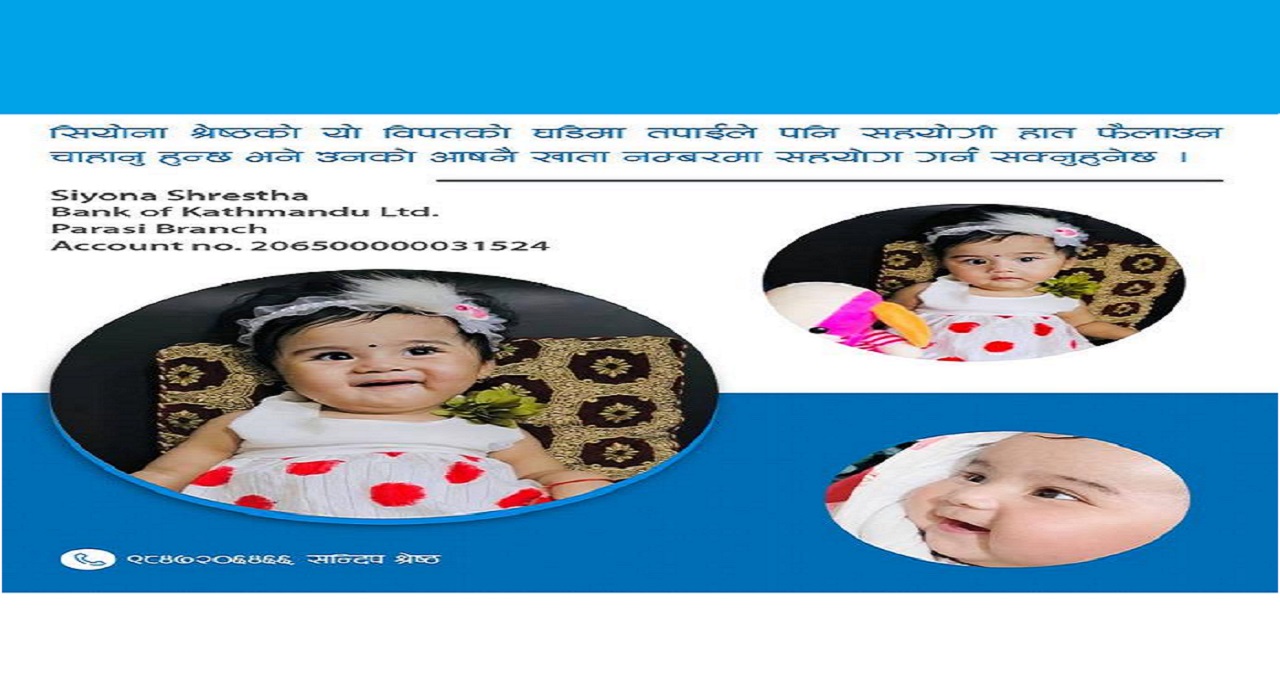 सियोना श्रेष्ठको यो विपतको घडिमा तपाईले पनि सहयोगी हात फैलाउन
चाहानु हुन्छ भने उनको आफ्नै खाता नम्बरमा सहयोग गर्न सक्नुहुनेछ ।
Siyona Shrestha
Bank of Kathmandu Ltd.
Parasi Branch
Account no. 206500000031524
९८४७२०६४६६ सान्दिप श्रेष्ठ